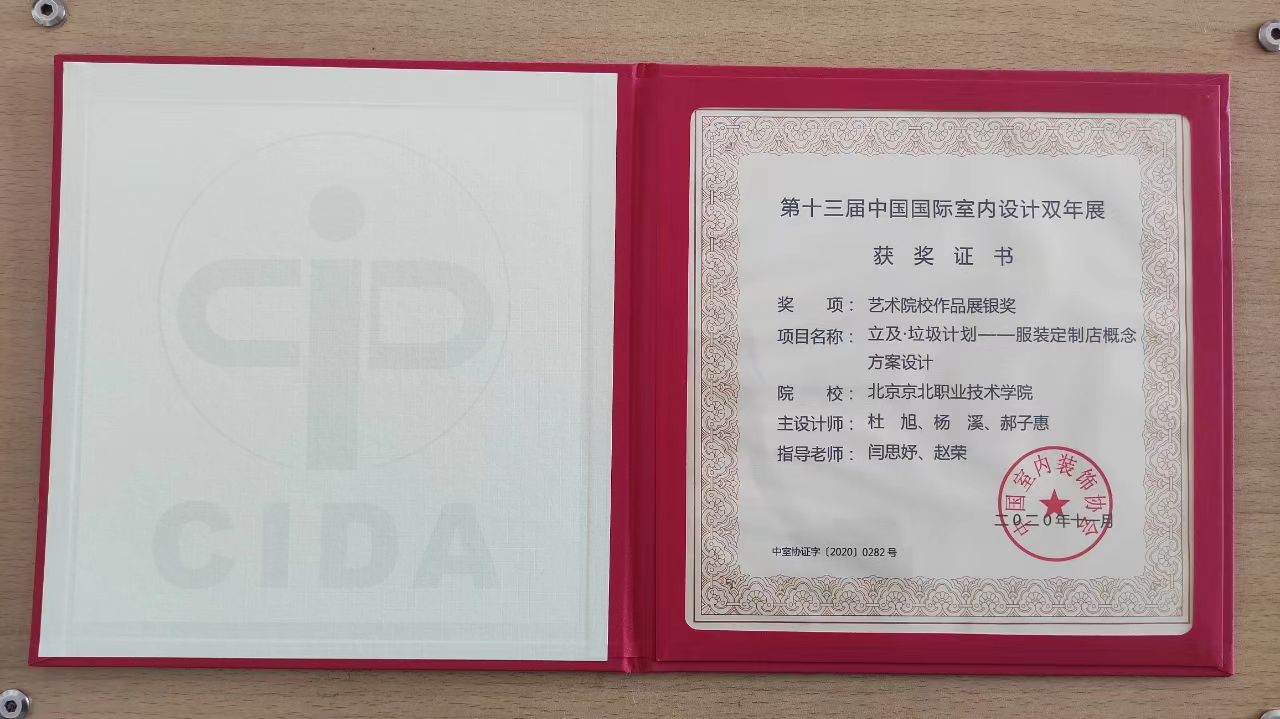 CIDA
第十三届中国国际室内设计双年展
获奖证书
奖 项：艺术院校作品展银奖
项目名称：立及·垃圾计划——服装定制店概念
方案设计
院 校：北京京北职业技术学院
主设计师：杜 旭、杨 溪、郝子惠
指导老师：闫思妤、赵荣
中国室内装饰协会
二0二0年十一月
中室协证字〔2020〕0282号